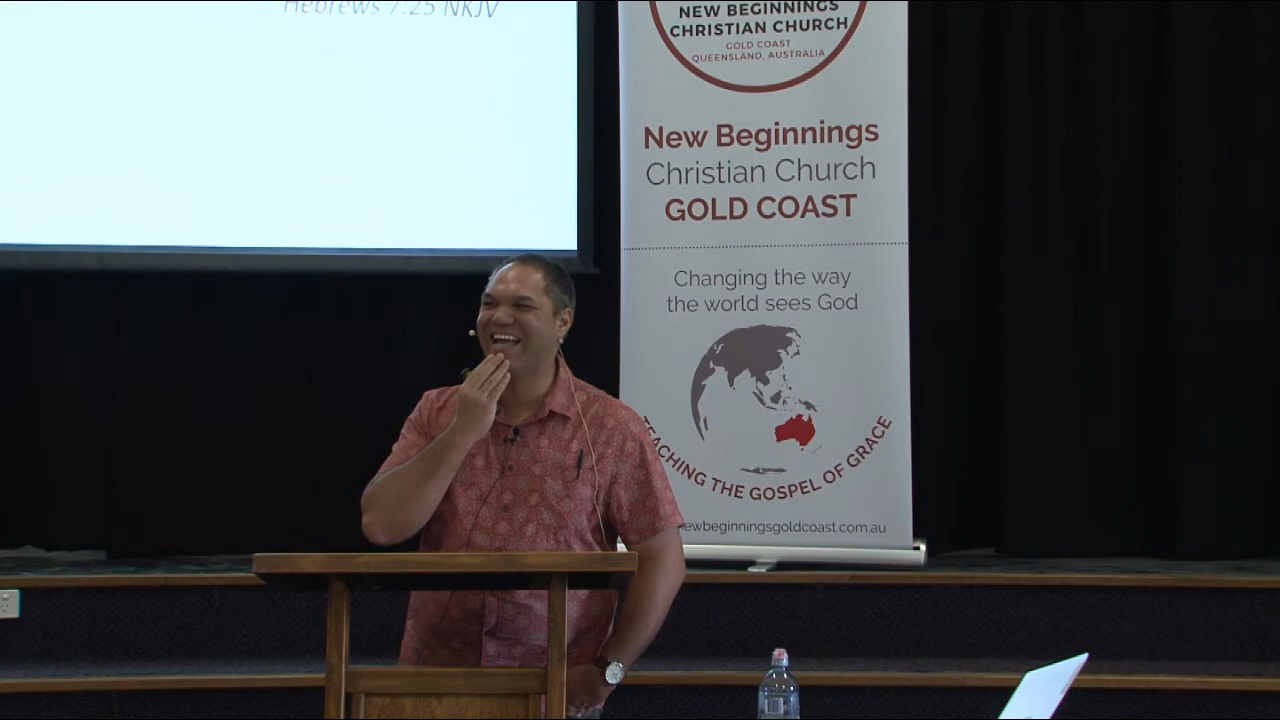 Hebrews 7:25 NKJV
NEW BEGINNINGS
CHRISTIAN CHURCH
GOLD COAST
QUEENSLAND, AUSTRALIA
New Beginnings
Christian Church
GOLD COAST
Changing the way
the world sees God
TEACHING THE GOSPEL OF GRACE
newbeginningsgoldcoast.com.au